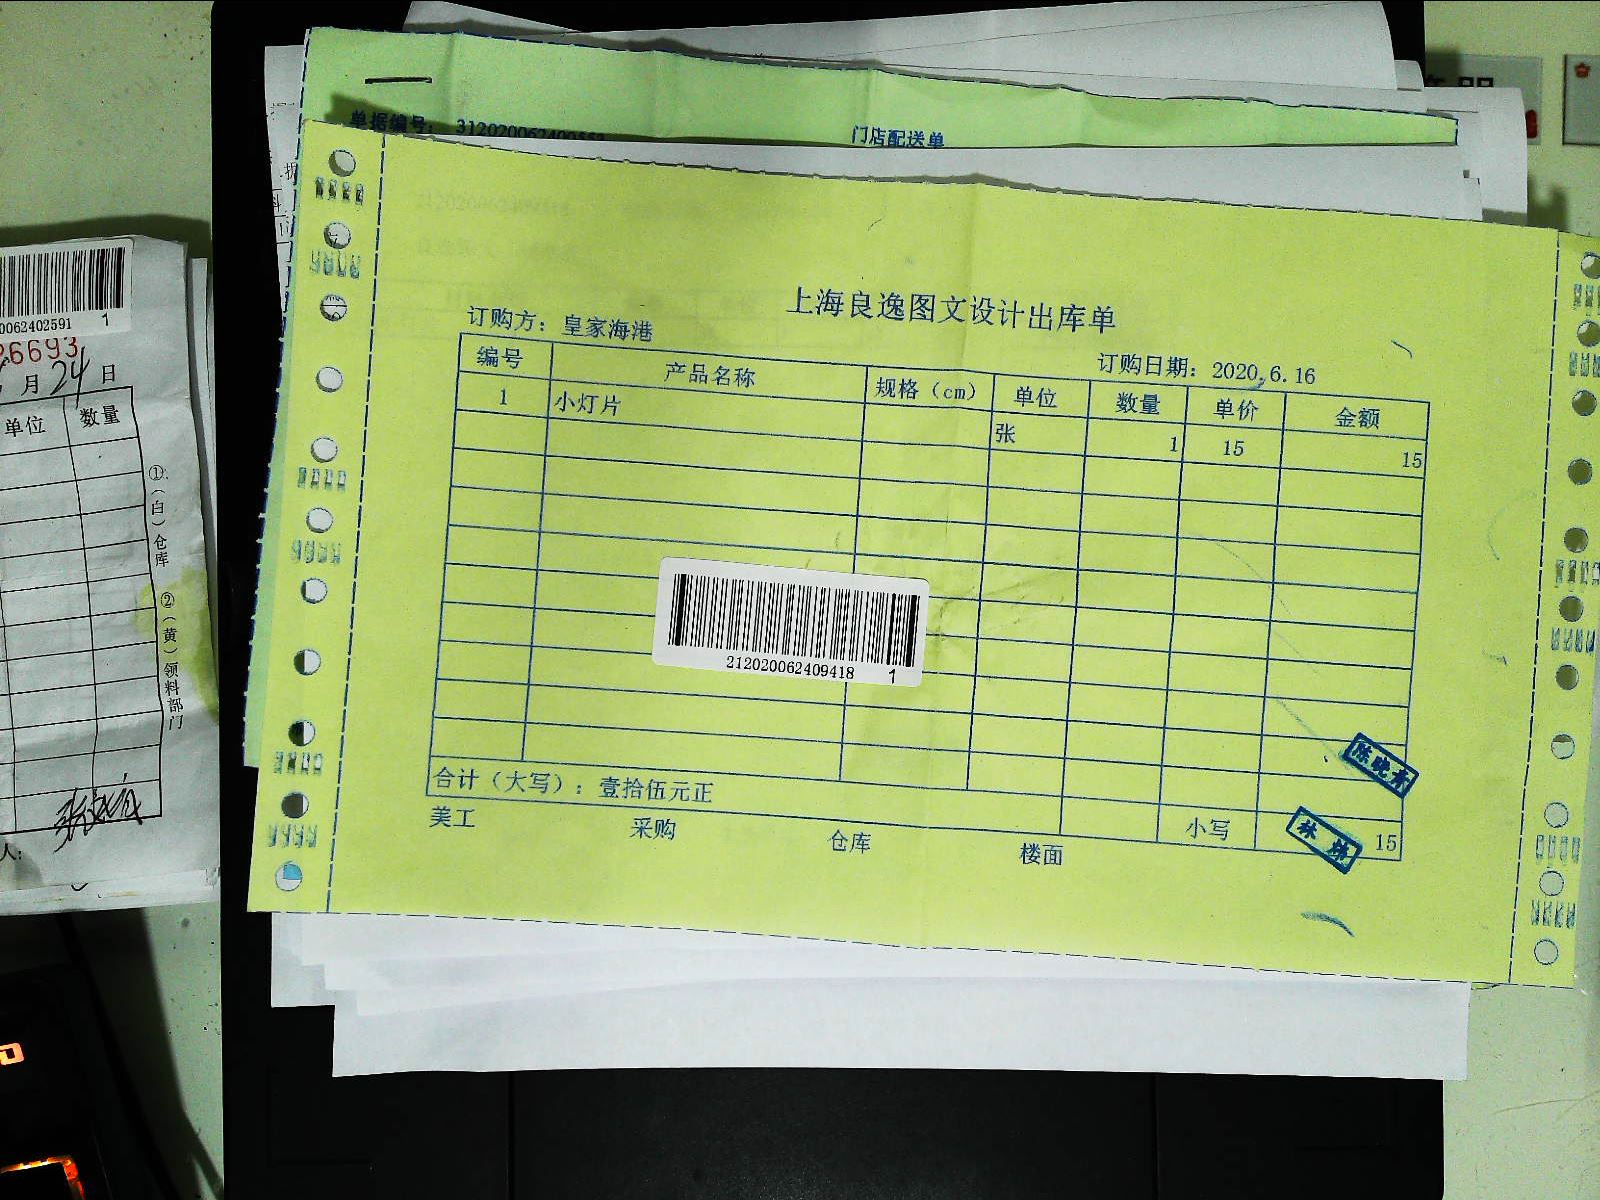 单据编号:
门店配送单
上海良逸图文设计出库单
订购方：皇家海港
订购日期：2020.6.16
编号 产品名称 规格（cm） 单位 数量 单价 金额
1 小灯片 张 1 15 15
212020062409418 1
合计（大写）：壹拾伍元正
小写 15
美工 采购 仓库 楼面
陈晓
林
0062402591 1
26693
月 24 日
单位 数量
①（白）仓库 ②（黄）领料部门
人: